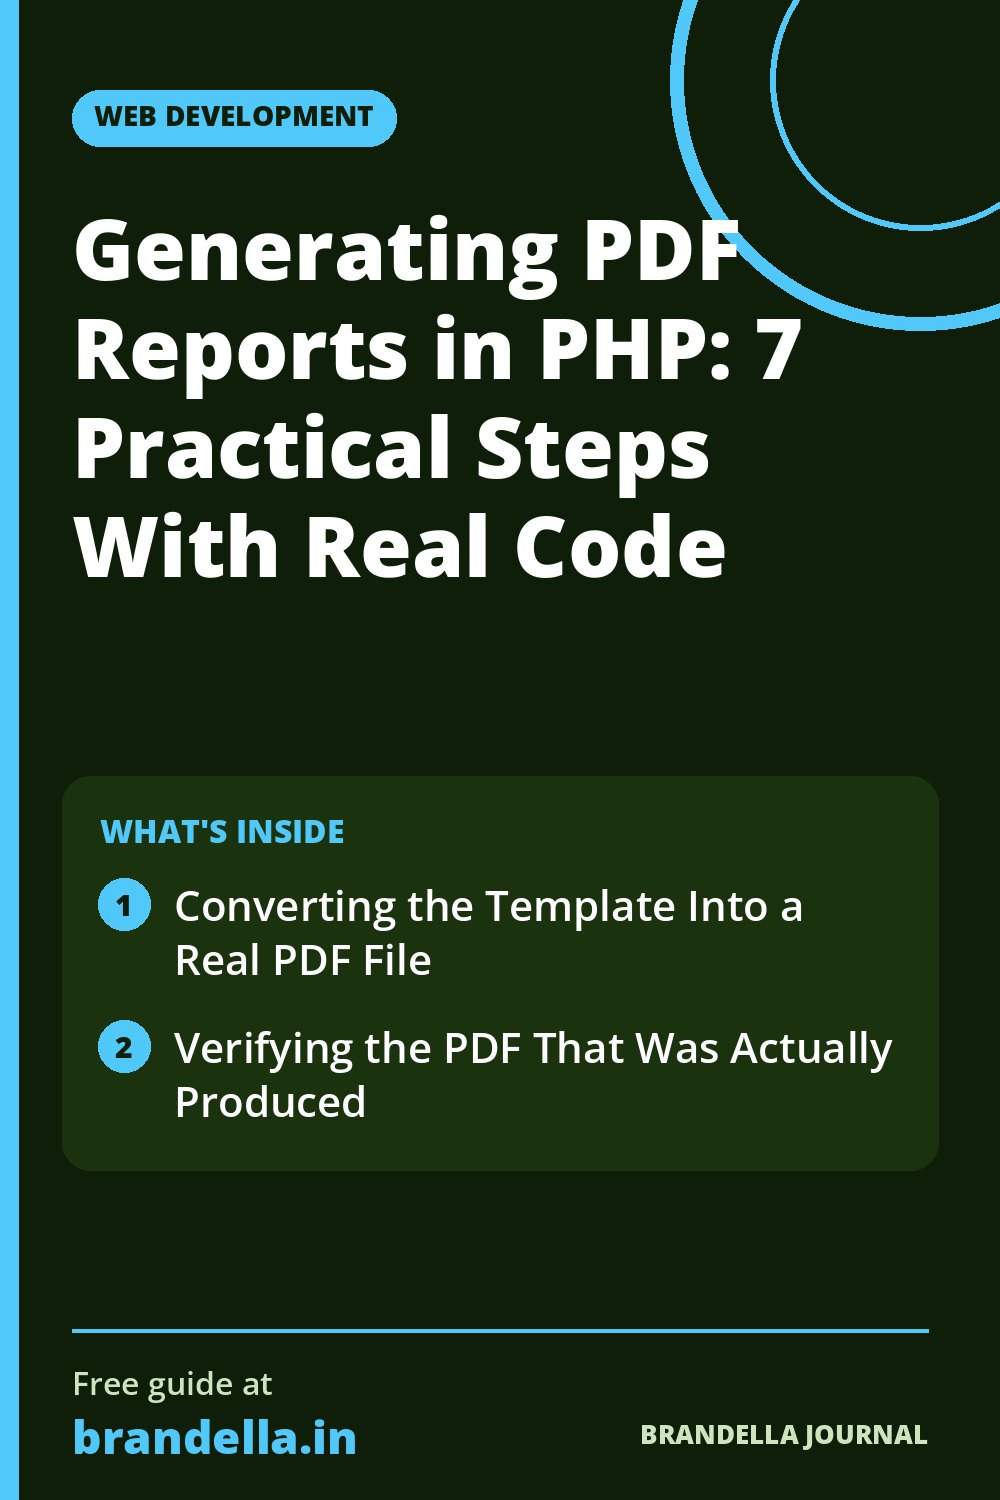 WEB DEVELOPMENT
Generating PDF
Reports in PHP: 7
Practical Steps
With Real Code
WHAT'S INSIDE
1 Converting the Template Into a
Real PDF File
2 Verifying the PDF That Was Actually
Produced
Free guide at
brandella.in
BRANDELLA JOURNAL